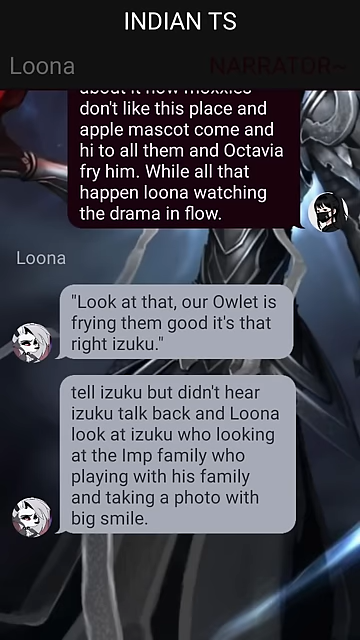 INDIAN TS
Loona
NARRATOR~
about it how moxxies
don't like this place and
apple mascot come and
hi to all them and Octavia
fry him. While all that
happen loona watching
the drama in flow.
Loona
"Look at that, our Owlet is
frying them good it's that
right izuku."
tell izuku but didn't hear
izuku talk back and Loona
look at izuku who looking
at the Imp family who
playing with his family
and taking a photo with
big smile.